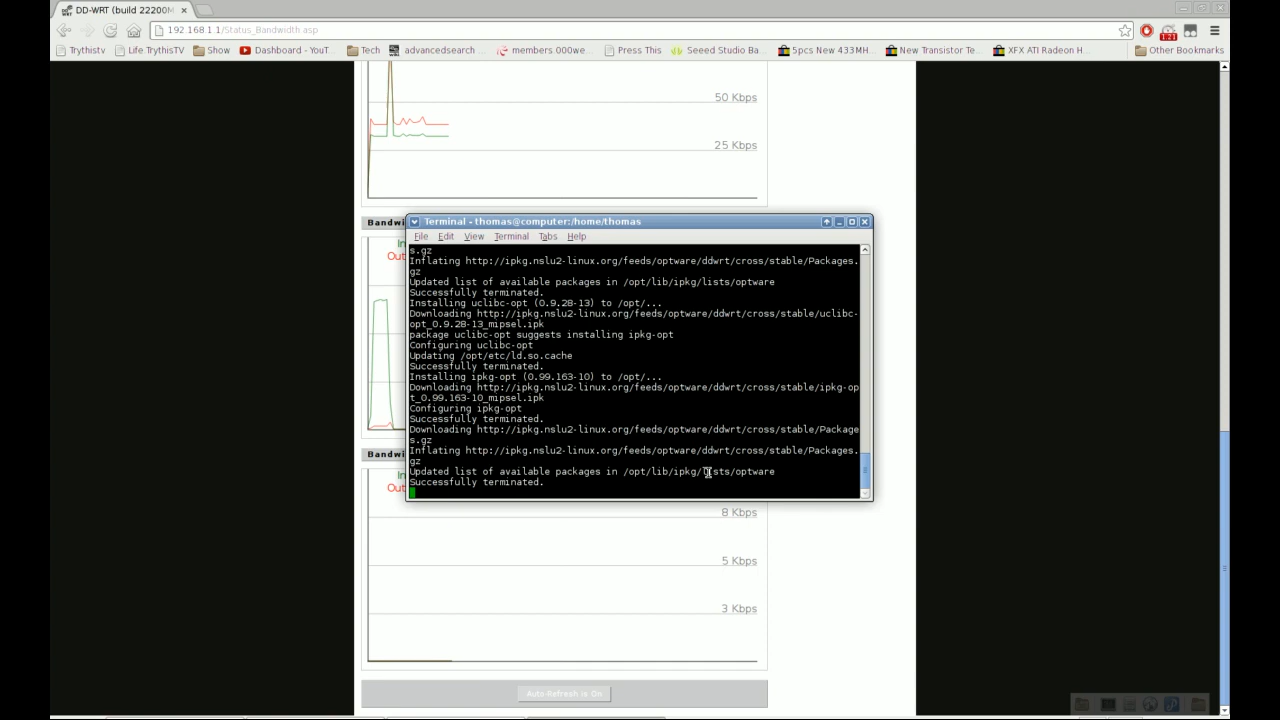 DD-WRT (build 22200M
192.168.1.1/Status_Bandwidth.asp
1:21
Trythistv Life TrythisTV Show Dashboard - YouT... Tech advancedsearch_ members 000we... Press This Seeed Studio Ba... 5pcs New 433MH... New Transistor Te... XFX ATI Radeon H... Other Bookmarks
50 Kbps
25 Kbps
Bandwi
In
Out
Terminal - thomas@computer:/home/thomas
File Edit View Terminal Tabs Help
s.gz
Inflating http://ipkg.nslu2-linux.org/feeds/optware/ddwrt/cross/stable/Packages.
gz
Updated list of available packages in /opt/lib/ipkg/lists/optware
Successfully terminated.
Installing uclibc-opt (0.9.28-13) to /opt/...
Downloading http://ipkg.nslu2-linux.org/feeds/optware/ddwrt/cross/stable/uclibc-
opt_0.9.28-13_mipsel.ipk
package uclibc-opt suggests installing ipkg-opt
Configuring uclibc-opt
Updating /opt/etc/ld.so.cache
Successfully terminated.
Installing ipkg-opt (0.99.163-10) to /opt/...
Downloading http://ipkg.nslu2-linux.org/feeds/optware/ddwrt/cross/stable/ipkg-op
t_0.99.163-10_mipsel.ipk
Configuring ipkg-opt
Successfully terminated.
Downloading http://ipkg.nslu2-linux.org/feeds/optware/ddwrt/cross/stable/Package
s.gz
Inflating http://ipkg.nslu2-linux.org/feeds/optware/ddwrt/cross/stable/Packages.
gz
Updated list of available packages in /opt/lib/ipkg/lists/optware
Successfully terminated.
Bandwi
In
Out
8 Kbps
5 Kbps
3 Kbps
Auto-Refresh is On